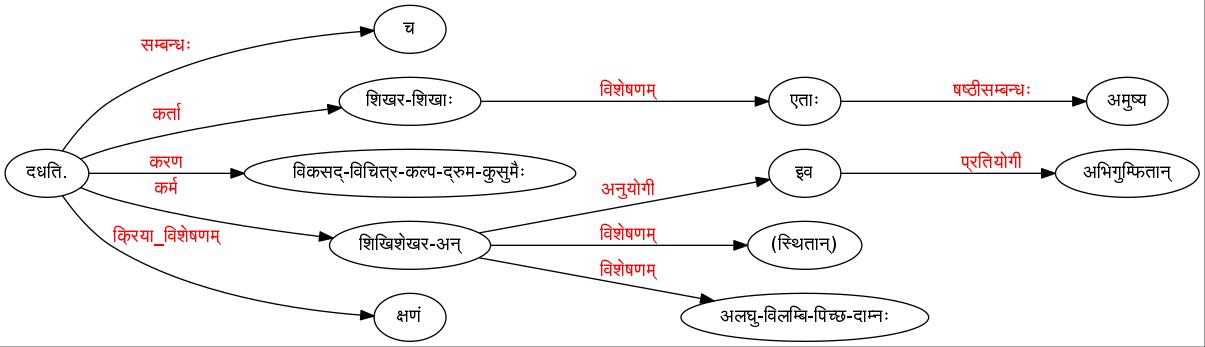 च
सम्बन्धः
शिखर-शिखाः
विशेषणम्
एताः
षष्ठीसम्बन्धः
अमुष्य
कर्ता
दधति.
करण
विकसद्-विचित्र-कल्प-द्रुम-कुसुमैः
इव
प्रतियोगी
अभिगुम्फितान्
कर्म
अनुयोगी
शिखिशेखर-अन्
विशेषणम्
(स्थितान्)
क्रिया_विशेषणम्
विशेषणम्
क्षणं
अलघु-विलम्बि-पिच्छ-दाम्नः